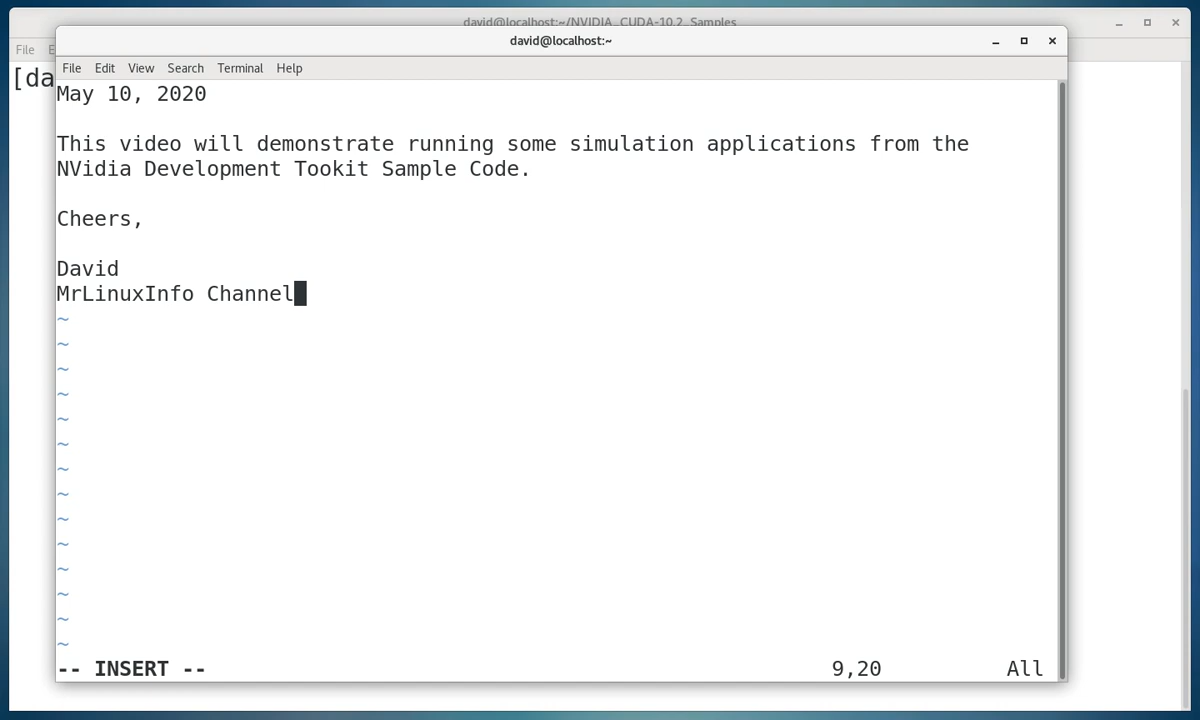 david@localhost:~/NVIDIA_CUDA-10.2_Samples
File E
[da
david@localhost:~
File Edit View Search Terminal Help
May 10, 2020
This video will demonstrate running some simulation applications from the
NVidia Development Tookit Sample Code.
Cheers,
David
MrLinuxInfo Channel
~
~
~
~
~
~
~
~
~
~
~
~
~
~
-- INSERT -- 9,20 All